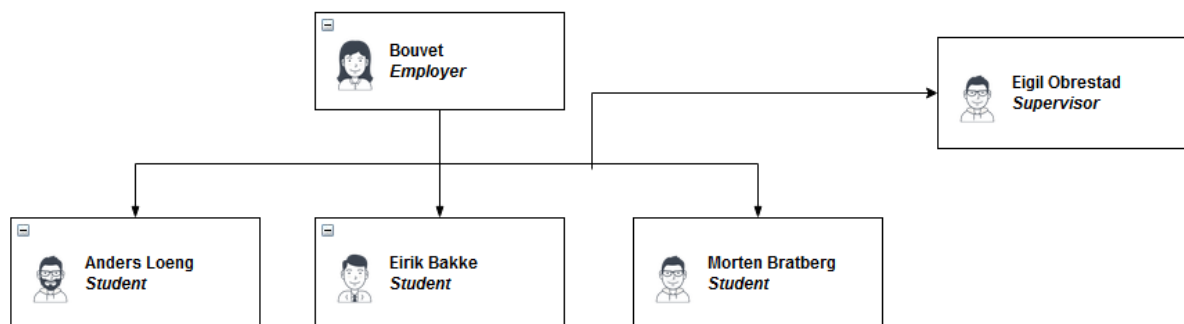 Bouvet
Employer
Eigil Obrestad
Supervisor
Anders Loeng
Student
Eirik Bakke
Student
Morten Bratberg
Student